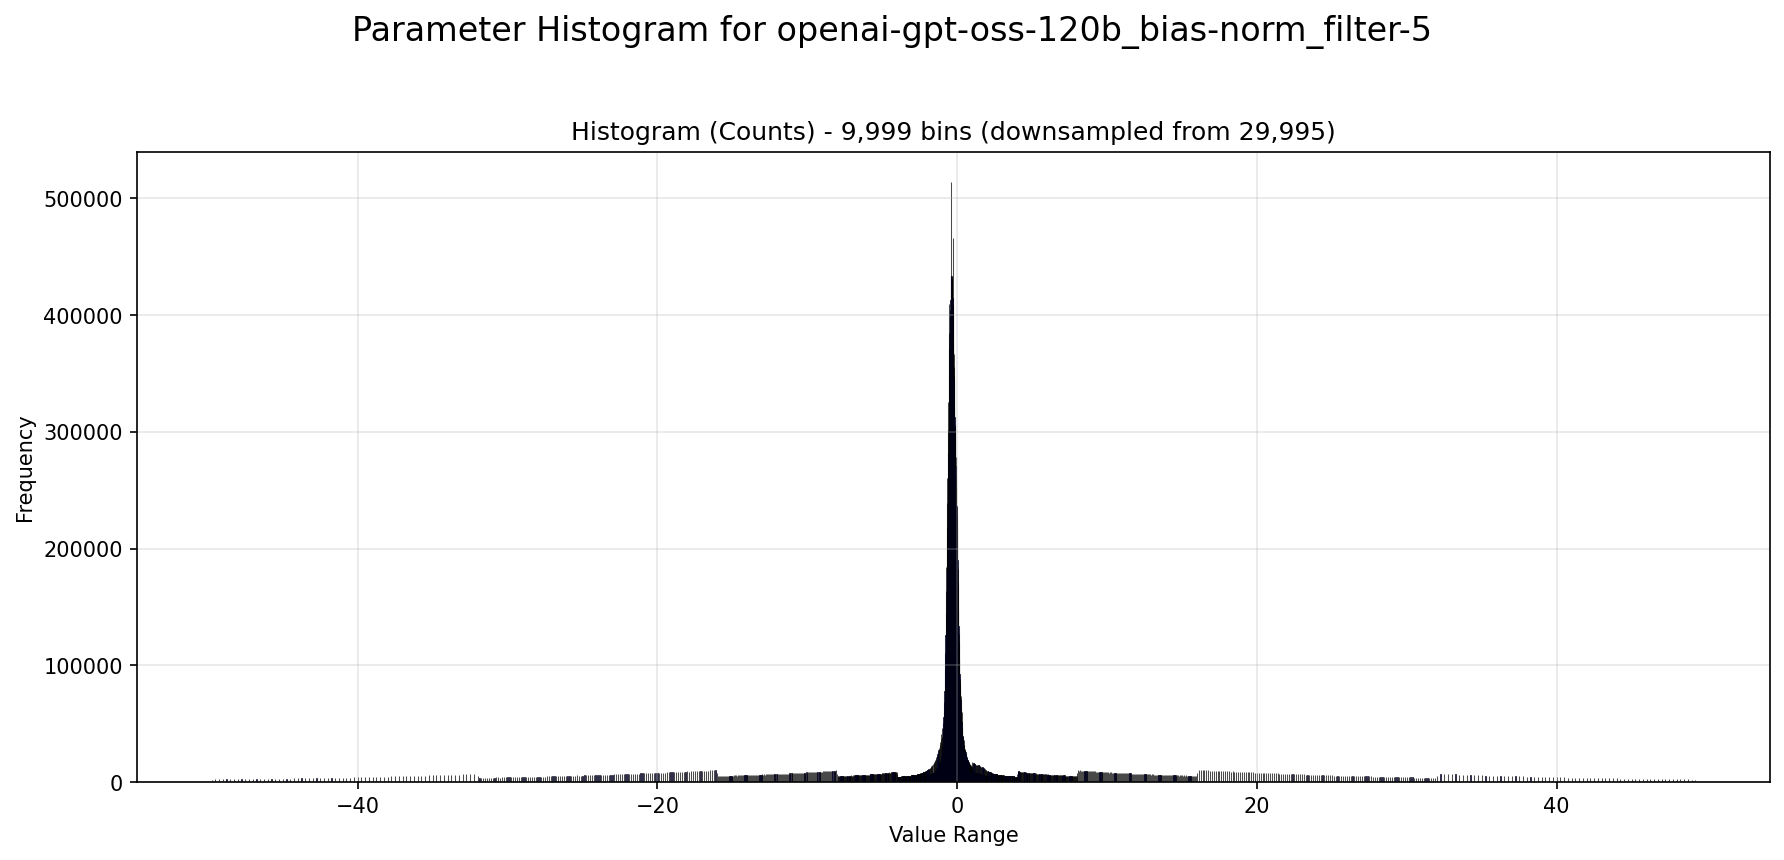 Parameter Histogram for openai-gpt-oss-120b_bias-norm_filter-5
Histogram (Counts) - 9,999 bins (downsampled from 29,995)
Frequency
500000
400000
300000
200000
100000
0
−40
−20
0
20
40
Value Range